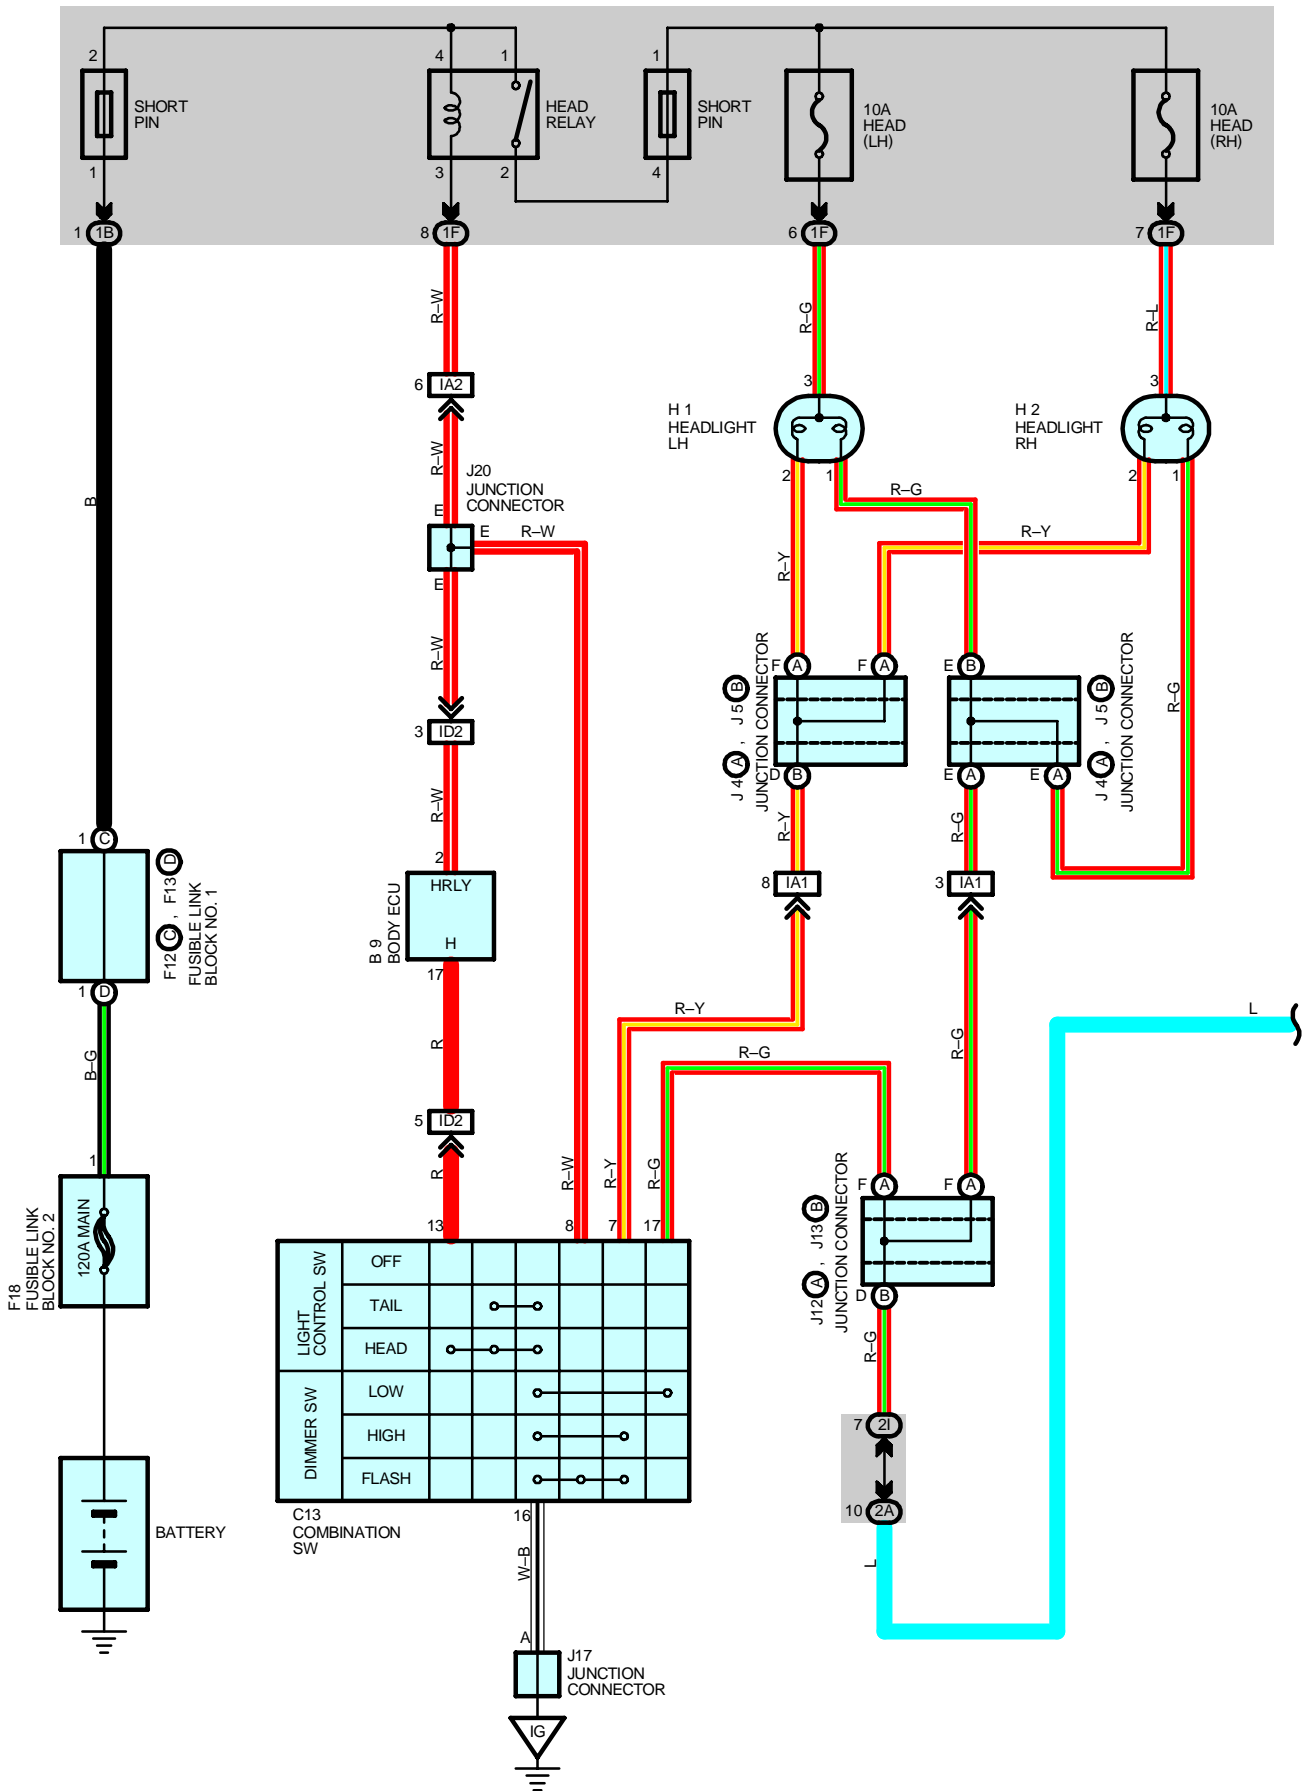 2
4
1
1
SHORT
PIN
HEAD
RELAY
SHORT
PIN
10A
HEAD
(LH)
10A
HEAD
(RH)
1
3
2
4
1
1B
8
1F
6
1F
7
1F
R–W
R–G
R–L
6
IA2
3
3
H 1
HEADLIGHT
LH
H 2
HEADLIGHT
RH
R–W
J20
JUNCTION
CONNECTOR
2
1
2
1
R–G
B
E
E
R–W
R–Y
E
R–Y
R–W
F
A
F
A
E
B
J 4 A , J 5 B
JUNCTION CONNECTOR
J 4 A , J 5 B
JUNCTION CONNECTOR
R–G
3
ID2
D
B
E
A
E
A
R–W
R–Y
R–G
1
C
2
HRLY
H
B 9
BODY ECU
8
IA1
3
IA1
F12 C , F13 D
FUSIBLE LINK
BLOCK NO. 1
17
1
D
R–Y
L
B–G
R
R–G
R–G
5
ID2
1
R
R–W
R–Y
R–G
F
A
F
A
120A MAIN
F18
FUSIBLE LINK
BLOCK NO. 2
13
8
7
17
J12 A , J13 B
JUNCTION CONNECTOR
LIGHT
CONTROL SW
OFF
TAIL
HEAD
D
B
R–G
DIMMER SW
LOW
HIGH
FLASH
7
2I
10
2A
C13
COMBINATION
SW
16
BATTERY
W–B
L
A
J17
JUNCTION
CONNECTOR
IG